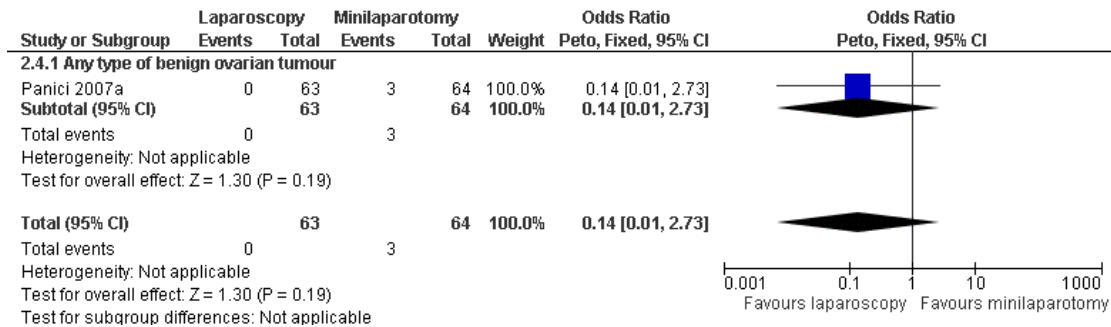 Laparoscopy Minilaparotomy Odds Ratio Odds Ratio
Study or Subgroup Events Total Events Total Weight Peto, Fixed, 95% CI Peto, Fixed, 95% CI
2.4.1 Any type of benign ovarian tumour
Panici 2007a 0 63 3 64 100.0% 0.14 [0.01, 2.73]
Subtotal (95% CI) 63 64 100.0% 0.14 [0.01, 2.73]
Total events 0 3
Heterogeneity: Not applicable
Test for overall effect: Z = 1.30 (P = 0.19)
Total (95% CI) 63 64 100.0% 0.14 [0.01, 2.73]
Total events 0 3
Heterogeneity: Not applicable
Test for overall effect: Z = 1.30 (P = 0.19)
Test for subgroup differences: Not applicable
0.001 0.1 1 10 1000
Favours laparoscopy Favours minilaparotomy